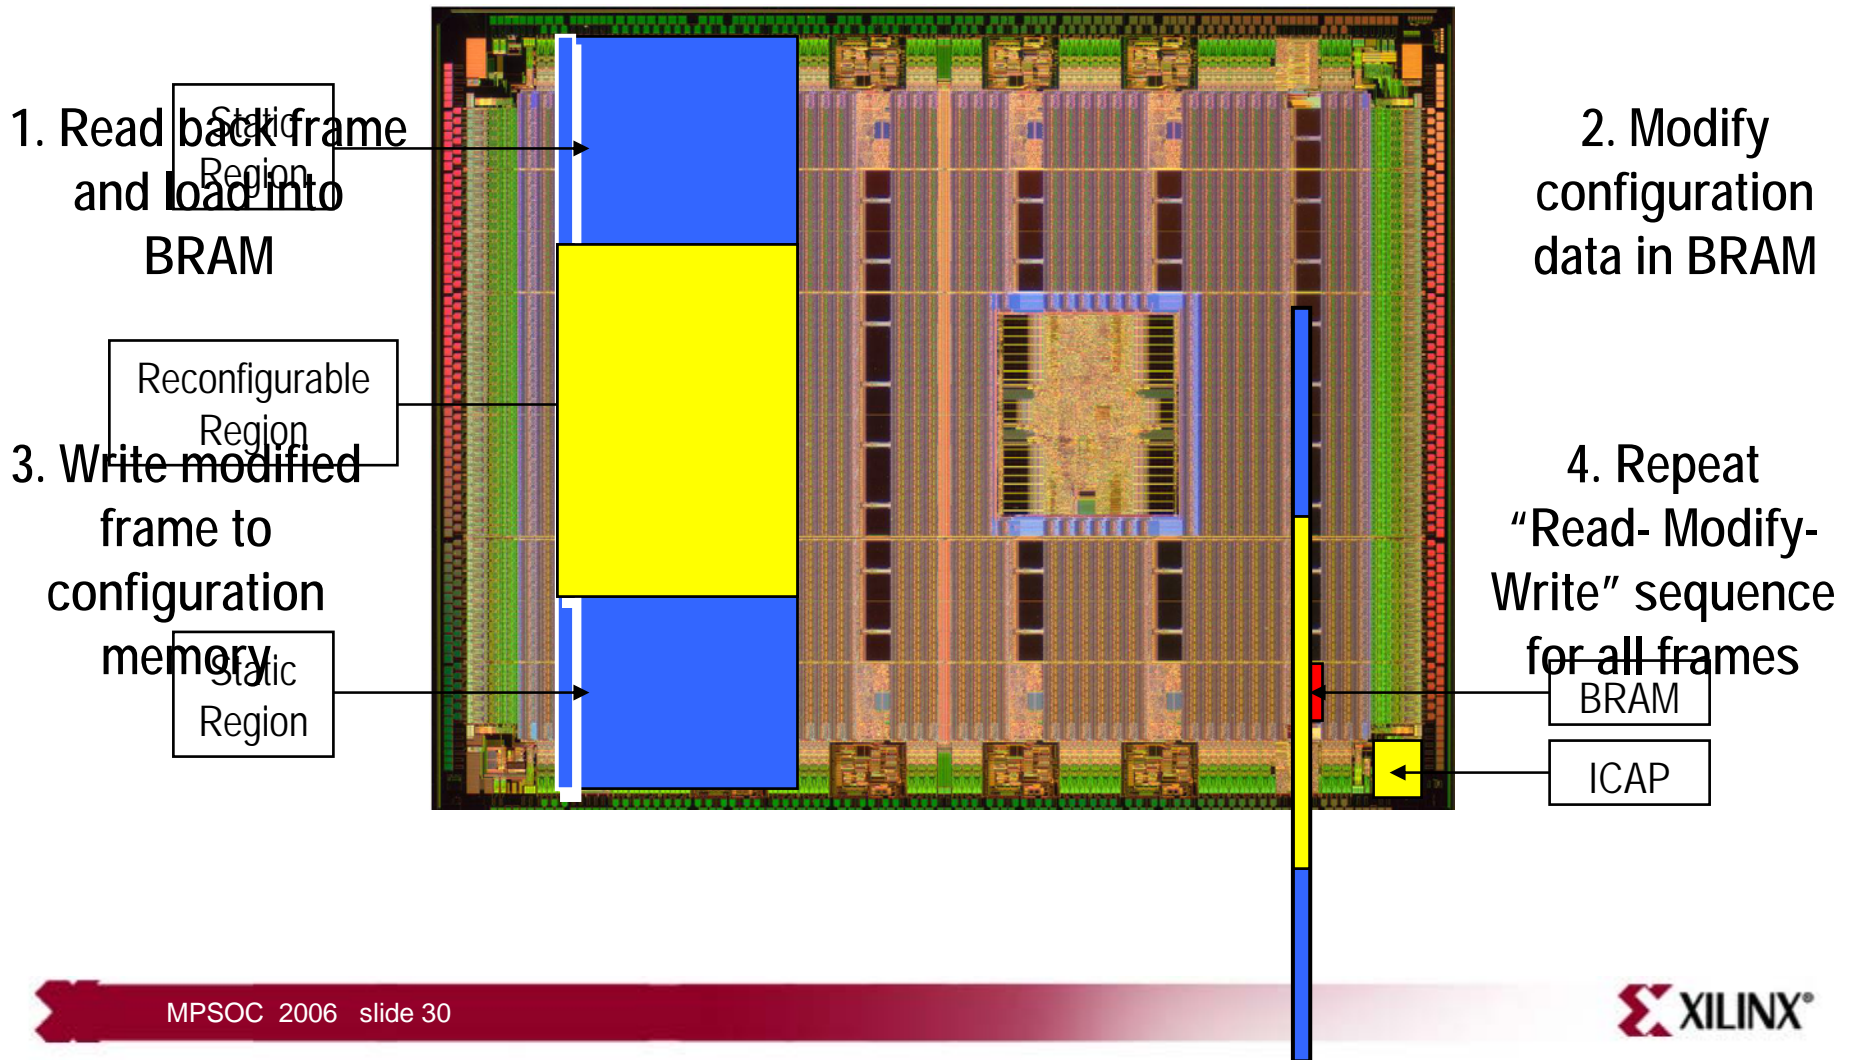 1. Read back frame
and load into
BRAM
Static
Region
2. Modify
configuration
data in BRAM
Reconfigurable
Region
3. Write modified
frame to
configuration
memory
Static
Region
4. Repeat
“Read- Modify-
Write” sequence
for all frames
BRAM
ICAP
MPSOC 2006 slide 30
XILINX®